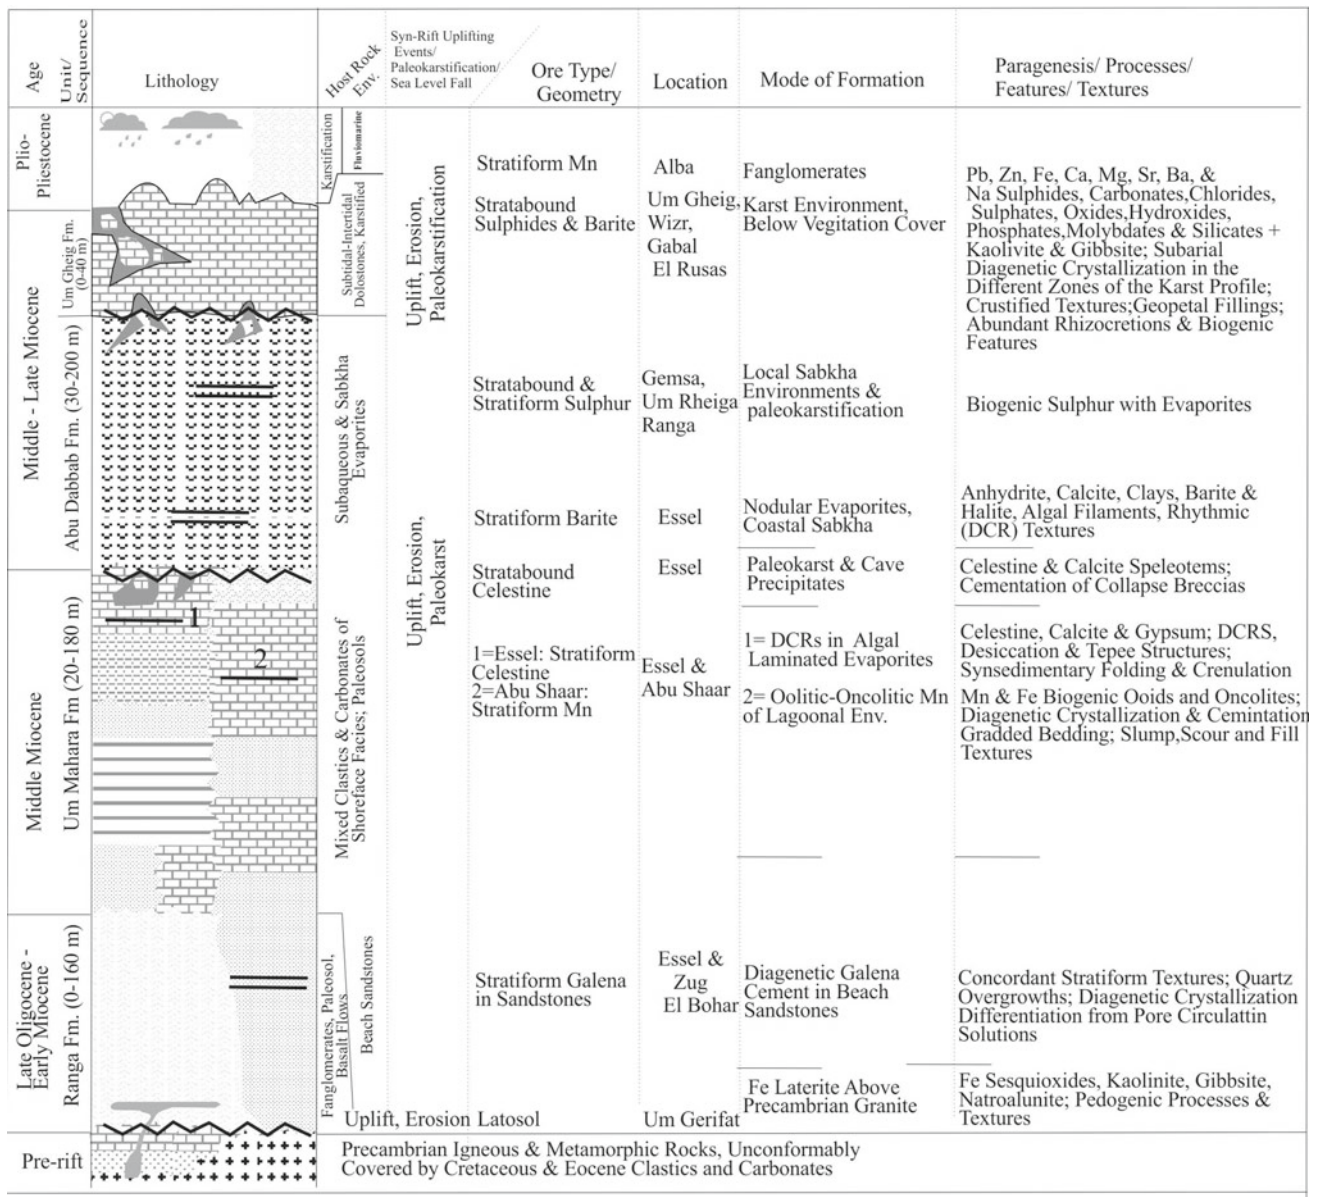 Age
Unit/
Sequence
Lithology
Host Rock
Env.
Syn-Rift Uplifting
Events/
Paleokarstification/
Sea Level Fall
Ore Type/
Geometry
Location
Mode of Formation
Paragenesis/ Processes/
Features/ Textures
Plio-
Pliestocene
Karstification
Fluviomarine
Stratiform Mn
Alba
Fanglomerates
Middle - Late Miocene
Um Gheig Fm.
(0-40 m)
Subtidal-Intertidal
Dolostones, Karstified
Uplift, Erosion,
Paleokarstification
Stratabound
Sulphides & Barite
Um Gheig,
Wizr,
Gabal
El Rusas
Karst Environment,
Below Vegitation Cover
Pb, Zn, Fe, Ca, Mg, Sr, Ba, &
Na Sulphides, Carbonates,Chlorides,
Sulphates, Oxides,Hydroxides,
Phosphates,Molybdates & Silicates +
Kaolivite & Gibbsite; Subarial
Diagenetic Crystallization in the
Different Zones of the Karst Profile;
Crustified Textures;Geopetal Fillings;
Abundant Rhizocretions & Biogenic
Features
Abu Dabbab Fm. (30-200 m)
Subaqueous & Sabkha
Evaporites
Stratabound &
Stratiform Sulphur
Gemsa,
Um Rheiga
Ranga
Local Sabkha
Environments &
paleokarstification
Biogenic Sulphur with Evaporites
Uplift, Erosion,
Paleokarst
Stratiform Barite
Essel
Nodular Evaporites,
Coastal Sabkha
Anhydrite, Calcite, Clays, Barite &
Halite, Algal Filaments, Rhythmic
(DCR) Textures
Stratabound
Celestine
Essel
Paleokarst & Cave
Precipitates
Celestine & Calcite Speleotems;
Cementation of Collapse Breccias
Middle Miocene
Um Mahara Fm (20-180 m)
1
2
Mixed Clastics & Carbonates of
Shoreface Facies; Paleosols
1=Essel: Stratiform
Celestine
2=Abu Shaar:
Stratiform Mn
Essel &
Abu Shaar
1= DCRs in Algal
Laminated Evaporites
2= Oolitic-Oncolitic Mn
of Lagoonal Env.
Celestine, Calcite & Gypsum; DCRS,
Desiccation & Tepee Structures;
Synsedimentary Folding & Crenulation
Mn & Fe Biogenic Ooids and Oncolites;
Diagenetic Crystallization & Cemintation
Gradded Bedding; Slump,Scour and Fill
Textures
Late Oligocene -
Early Miocene
Ranga Fm. (0-160 m)
Fanglomerates, Paleosol,
Basalt Flows
Beach Sandstones
Stratiform Galena
in Sandstones
Essel &
Zug
El Bohar
Diagenetic Galena
Cement in Beach
Sandstones
Concordant Stratiform Textures; Quartz
Overgrowths; Diagenetic Crystallization
Differentiation from Pore Circulattin
Solutions
Uplift, Erosion
Latosol
Um Gerifat
Fe Laterite Above
Precambrian Granite
Fe Sesquioxides, Kaolinite, Gibbsite,
Natroalunite; Pedogenic Processes &
Textures
Pre-rift
Precambrian Igneous & Metamorphic Rocks, Unconformably
Covered by Cretaceous & Eocene Clastics and Carbonates